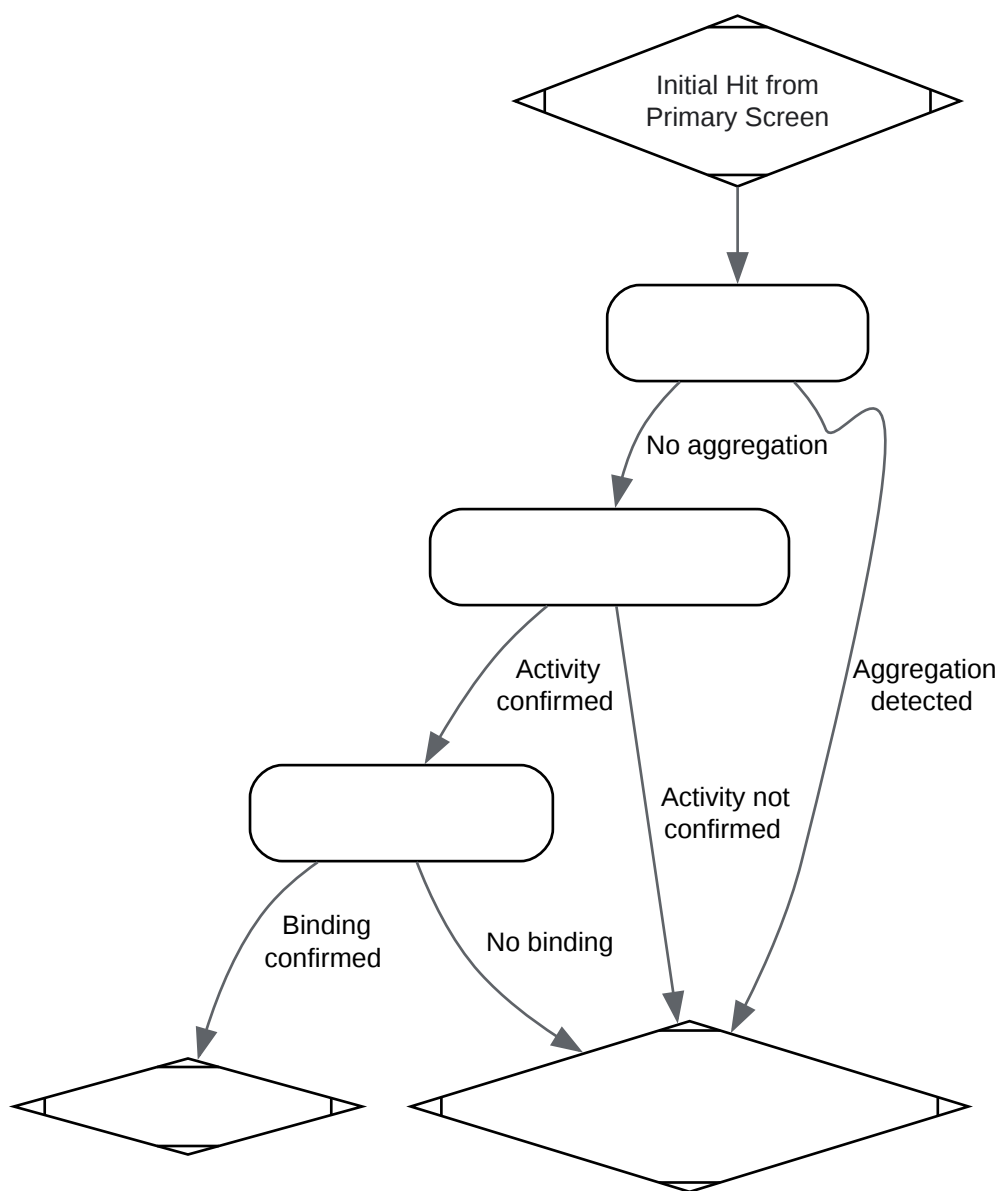 Initial Hit from
Primary Screen
No aggregation
Activity
confirmed
Aggregation
detected
Activity not
confirmed
Binding
confirmed
No binding